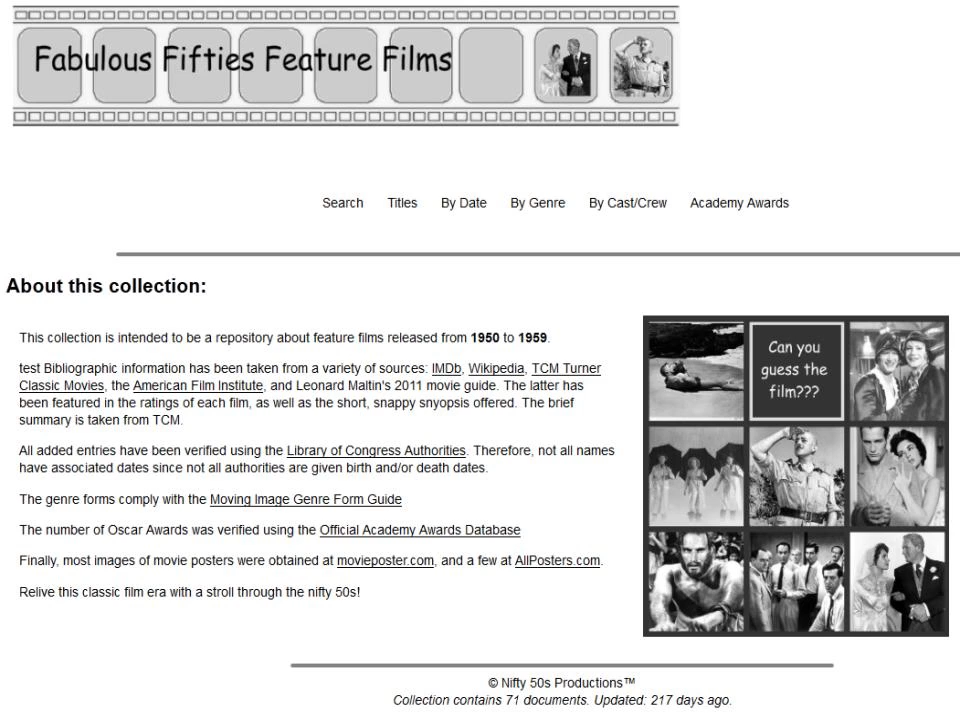 Fabulous Fifties Feature Films
Search Titles By Date By Genre By Cast/Crew Academy Awards
About this collection:
This collection is intended to be a repository about feature films released from 1950 to 1959.
test Bibliographic information has been taken from a variety of sources: IMDb, Wikipedia, TCM Turner
Classic Movies, the American Film Institute, and Leonard Maltin's 2011 movie guide. The latter has
been featured in the ratings of each film, as well as the short, snappy snyopsis offered. The brief
summary is taken from TCM.
All added entries have been verified using the Library of Congress Authorities. Therefore, not all names
have associated dates since not all authorities are given birth and/or death dates.
The genre forms comply with the Moving Image Genre Form Guide
The number of Oscar Awards was verified using the Official Academy Awards Database
Finally, most images of movie posters were obtained at movieposter.com, and a few at AllPosters.com.
Relive this classic film era with a stroll through the nifty 50s!
Can you
guess the
film???
© Nifty 50s Productions™
Collection contains 71 documents. Updated: 217 days ago.